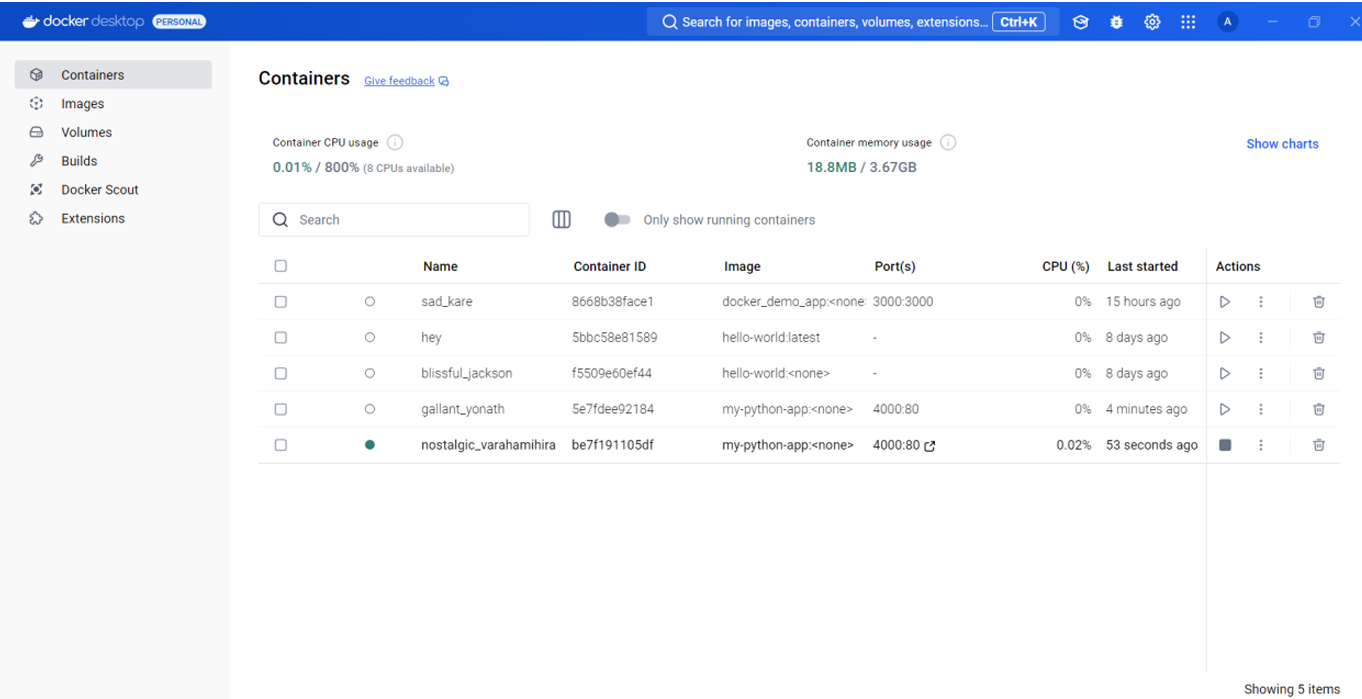 docker desktop PERSONAL Search for images, containers, volumes, extensions... Ctrl+K A
Containers
Images
Volumes
Builds
Docker Scout
Extensions
Containers Give feedback
Container CPU usage
0.01% / 800% (8 CPUs available)
Container memory usage
18.8MB / 3.67GB
Show charts
Search Only show running containers
Name Container ID Image Port(s) CPU (%) Last started Actions
sad_kare 8668b38face1 docker_demo_app:<none> 3000:3000 0% 15 hours ago
hey 5bbc58e81589 hello-world:latest - 0% 8 days ago
blissful_jackson f5509e60ef44 hello-world:<none> - 0% 8 days ago
gallant_yonath 5e7fdee92184 my-python-app:<none> 4000:80 0% 4 minutes ago
nostalgic_varahamihira be7f191105df my-python-app:<none> 4000:80 0.02% 53 seconds ago
Showing 5 items